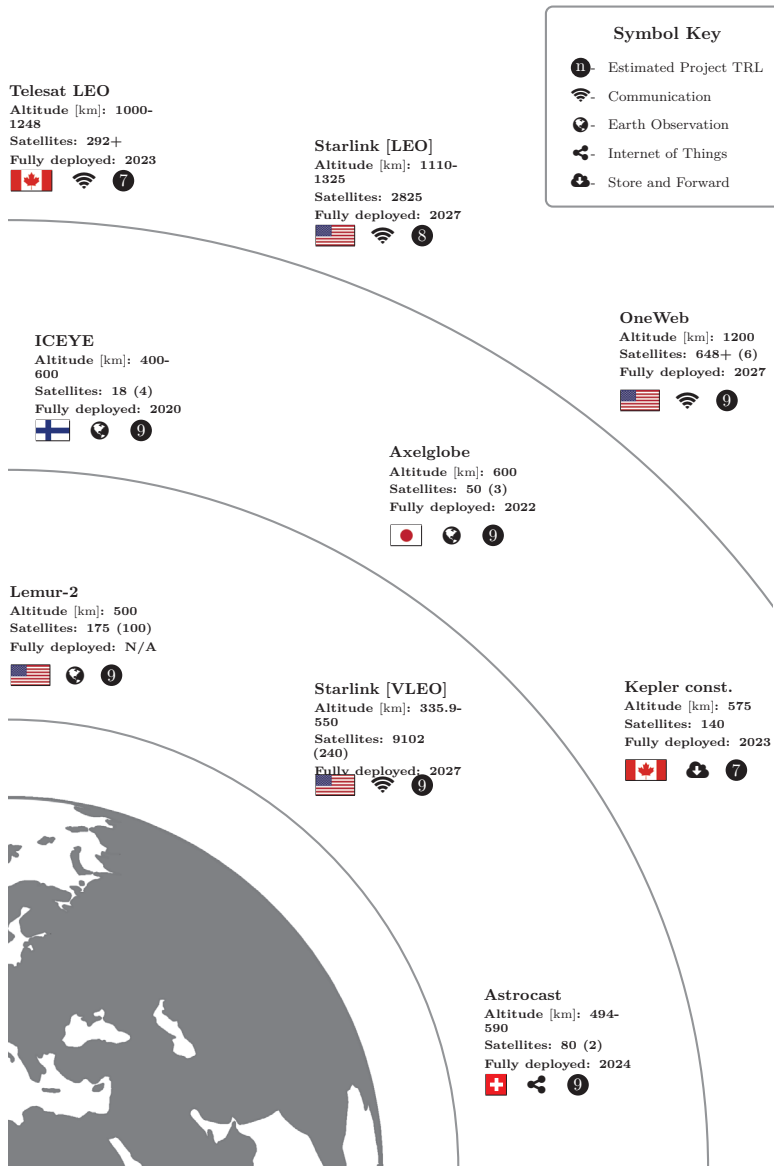 Symbol Key
n - Estimated Project TRL
- Communication
- Earth Observation
- Internet of Things
- Store and Forward
Telesat LEO
Altitude [km]: 1000-
1248
Satellites: 292+
Fully deployed: 2023
7
Starlink [LEO]
Altitude [km]: 1110-
1325
Satellites: 2825
Fully deployed: 2027
8
OneWeb
Altitude [km]: 1200
Satellites: 648+ (6)
Fully deployed: 2027
9
ICEYE
Altitude [km]: 400-
600
Satellites: 18 (4)
Fully deployed: 2020
9
Axelglobe
Altitude [km]: 600
Satellites: 50 (3)
Fully deployed: 2022
9
Lemur-2
Altitude [km]: 500
Satellites: 175 (100)
Fully deployed: N/A
9
Starlink [VLEO]
Altitude [km]: 335.9-
550
Satellites: 9102
(240)
Fully deployed: 2027
9
Kepler const.
Altitude [km]: 575
Satellites: 140
Fully deployed: 2023
7
Astrocast
Altitude [km]: 494-
590
Satellites: 80 (2)
Fully deployed: 2024
9